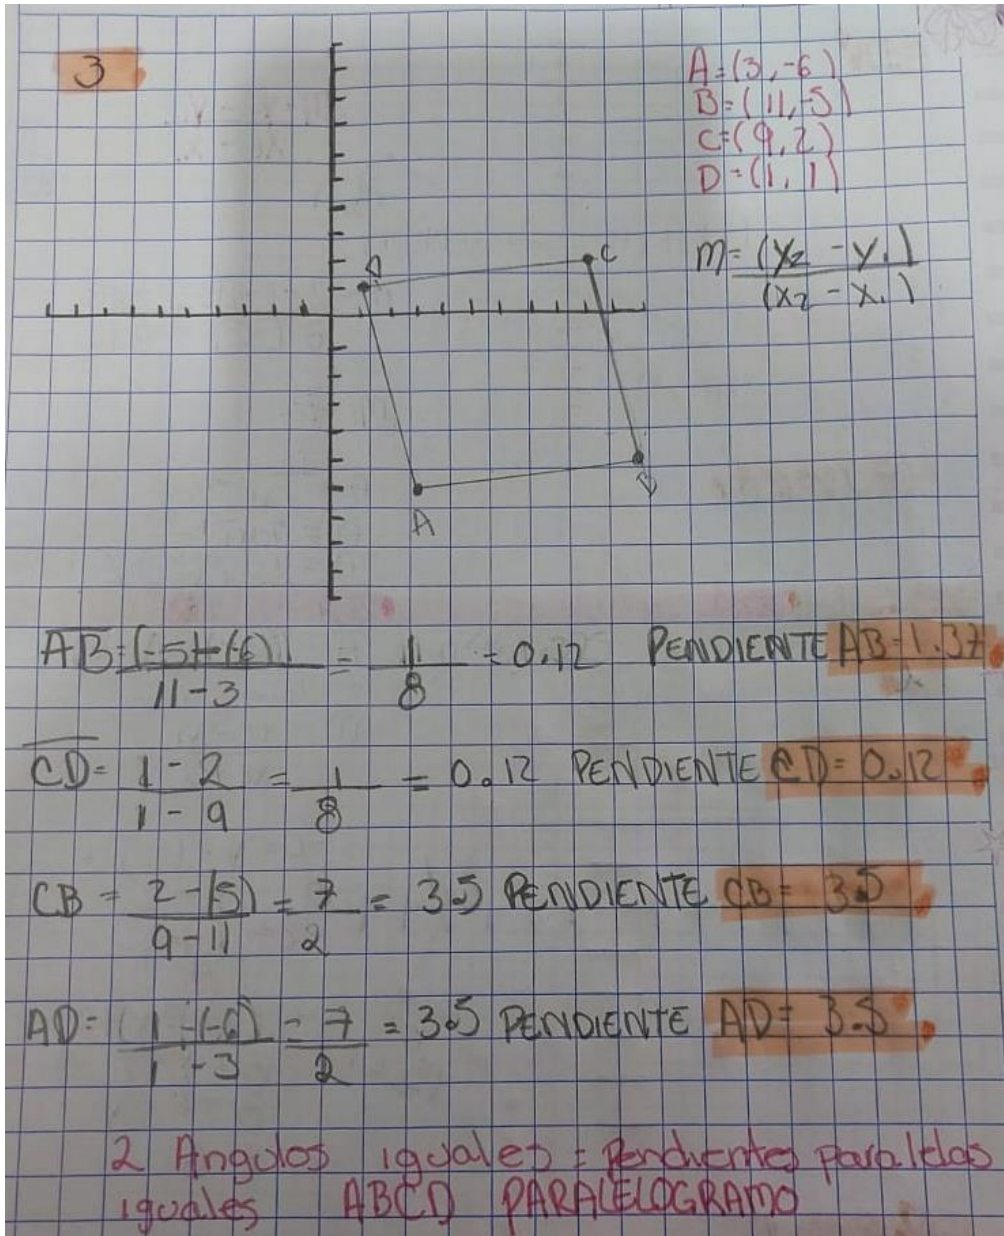 3
A=(3,-6)
B=(11,-5)
C=(9,2)
D=(1,1)
m=(y₂ - y₁)
(x₂ - x₁)
D
C
A
B
AB=(-5)-(-6) = 1 = 0.12 PENDIENTE AB=1.37
11-3 8
CD= 1-2 = 1 = 0.12 PENDIENTE CD= 0.12
1-9 8
CB = 2-(5) = 7 = 3.5 PENDIENTE CB= 3.5
9-11 2
AD= 1-(-6) = 7 = 3.5 PENDIENTE AD= 3.5
1-3 2
2 Angulos iguales = Pendientes paralelas
iguales ABCD PARALELOGRAMO